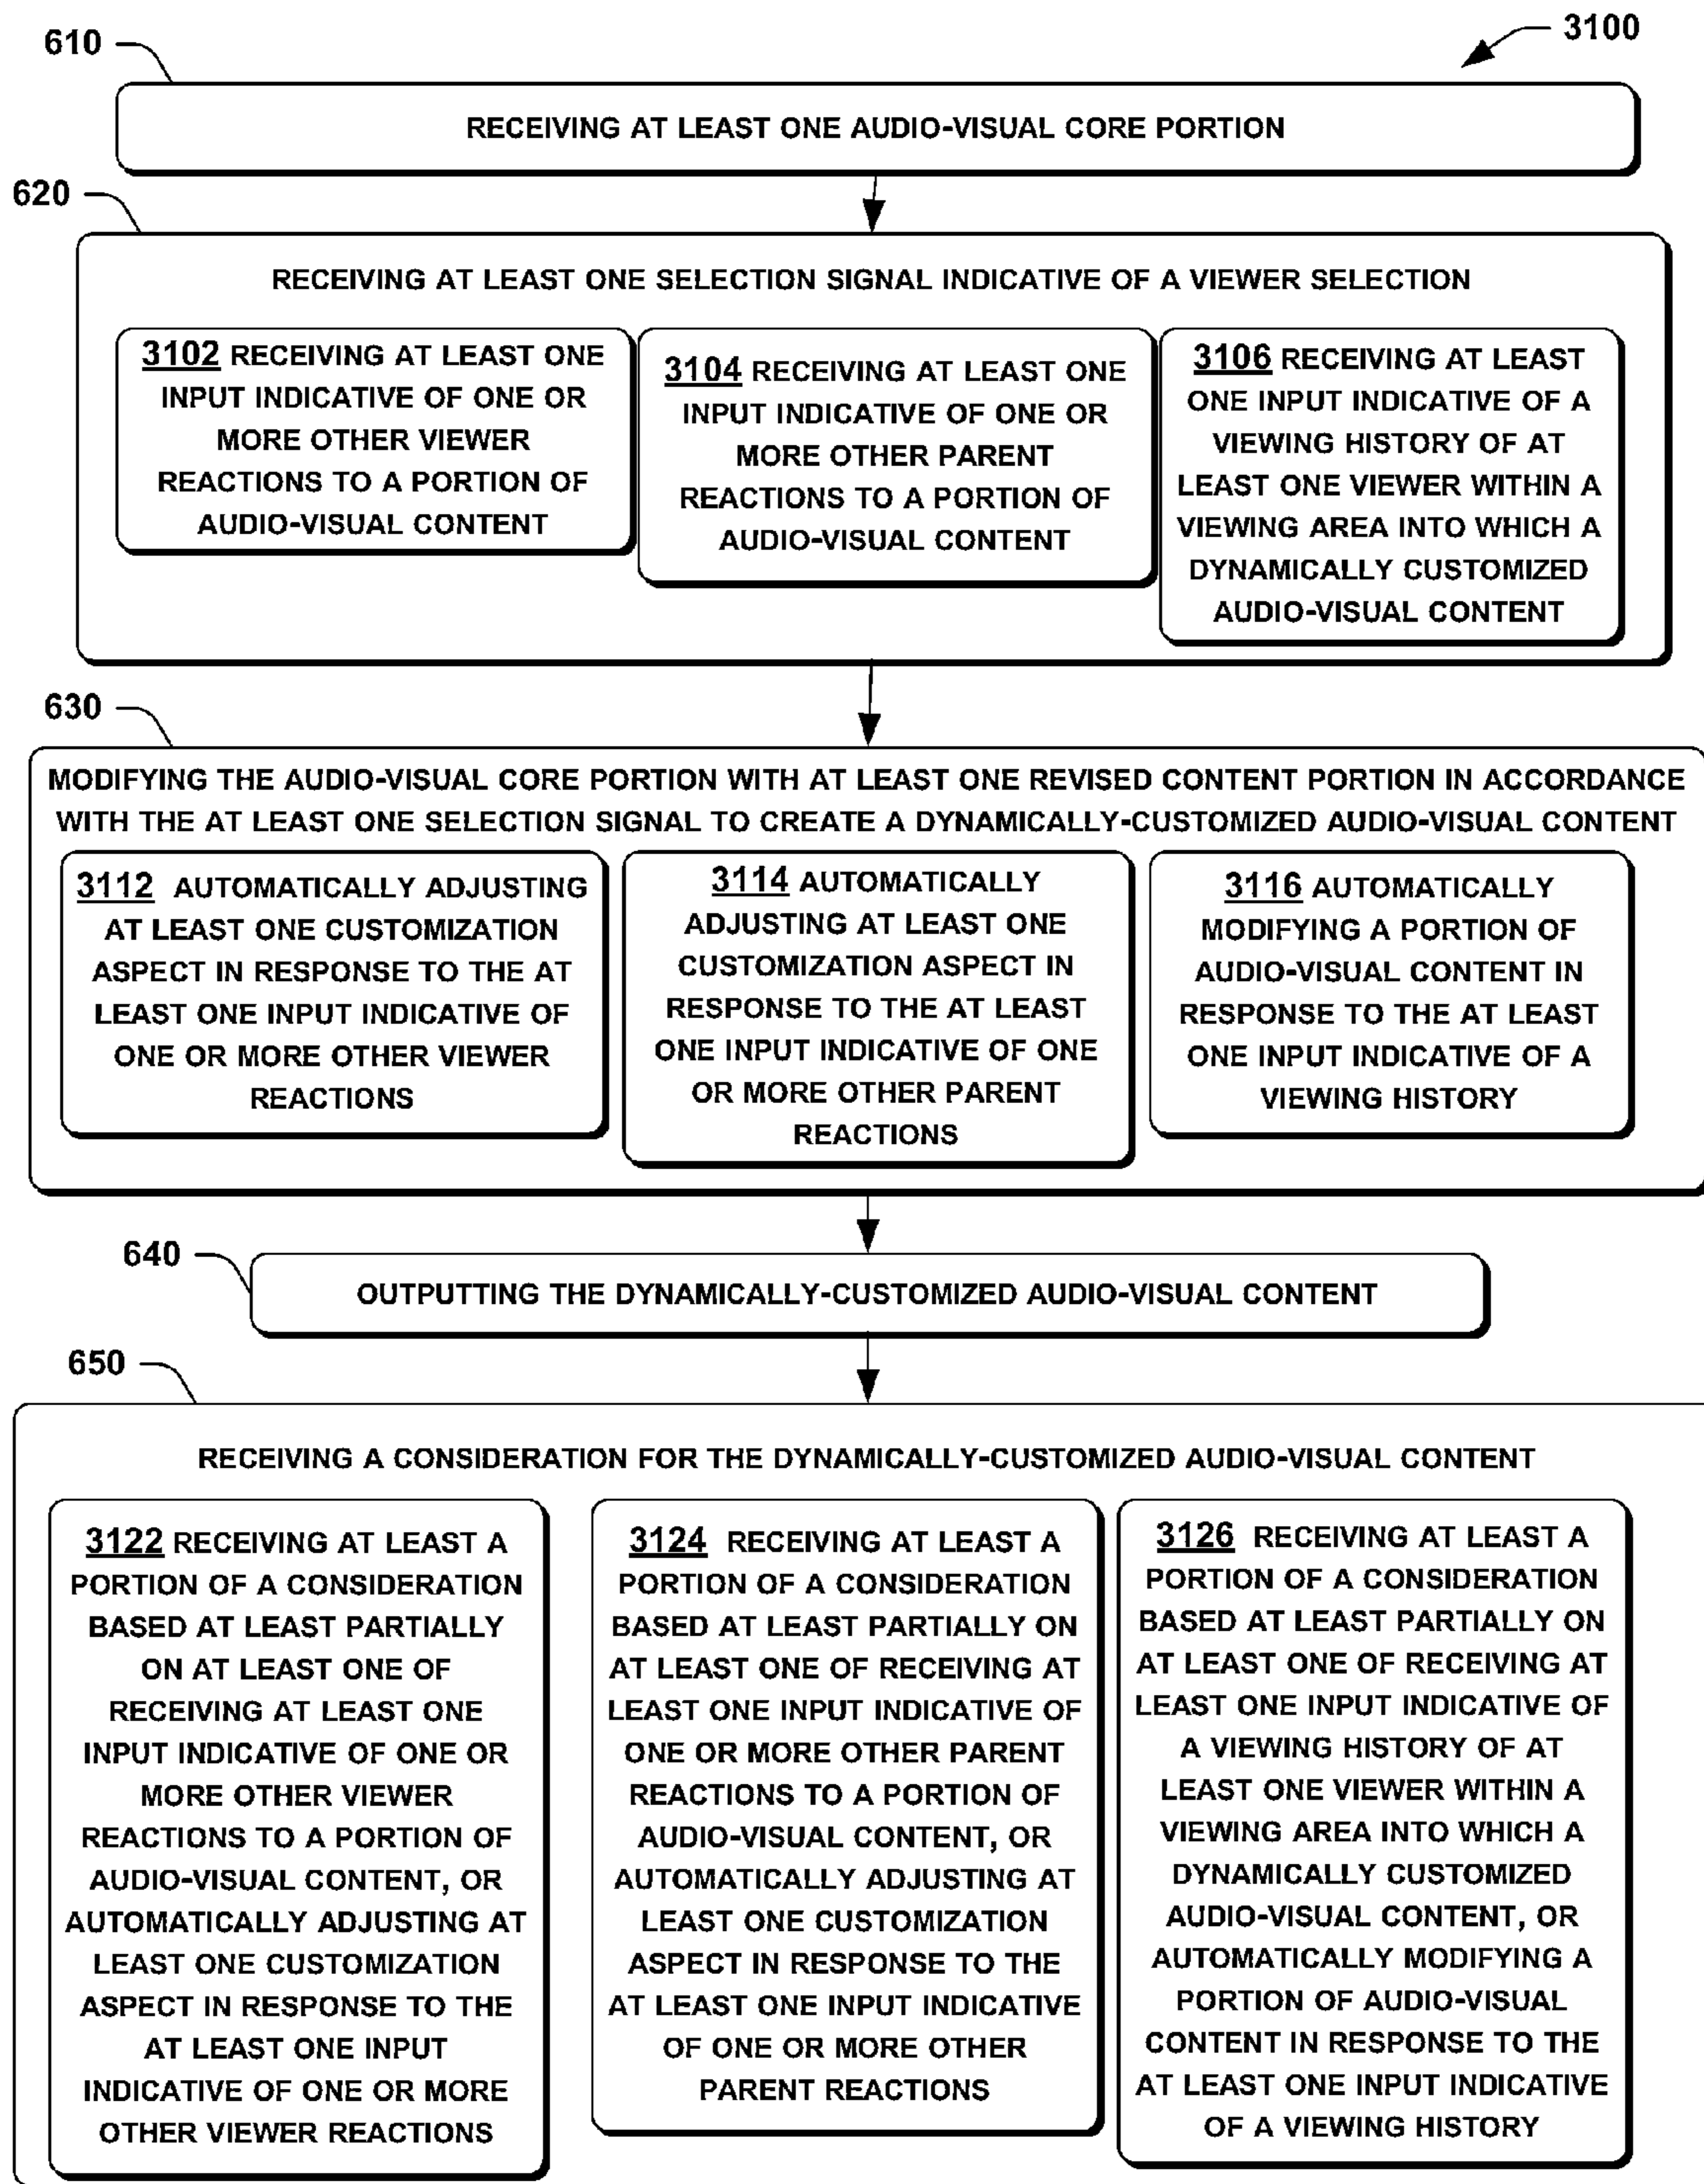 610
3100
RECEIVING AT LEAST ONE AUDIO-VISUAL CORE PORTION
620
RECEIVING AT LEAST ONE SELECTION SIGNAL INDICATIVE OF A VIEWER SELECTION
3102 RECEIVING AT LEAST ONE
INPUT INDICATIVE OF ONE OR
MORE OTHER VIEWER
REACTIONS TO A PORTION OF
AUDIO-VISUAL CONTENT
3104 RECEIVING AT LEAST ONE
INPUT INDICATIVE OF ONE OR
MORE OTHER PARENT
REACTIONS TO A PORTION OF
AUDIO-VISUAL CONTENT
3106 RECEIVING AT LEAST
ONE INPUT INDICATIVE OF A
VIEWING HISTORY OF AT
LEAST ONE VIEWER WITHIN A
VIEWING AREA INTO WHICH A
DYNAMICALLY CUSTOMIZED
AUDIO-VISUAL CONTENT
630
MODIFYING THE AUDIO-VISUAL CORE PORTION WITH AT LEAST ONE REVISED CONTENT PORTION IN ACCORDANCE
WITH THE AT LEAST ONE SELECTION SIGNAL TO CREATE A DYNAMICALLY-CUSTOMIZED AUDIO-VISUAL CONTENT
3112 AUTOMATICALLY ADJUSTING
AT LEAST ONE CUSTOMIZATION
ASPECT IN RESPONSE TO THE AT
LEAST ONE INPUT INDICATIVE OF
ONE OR MORE OTHER VIEWER
REACTIONS
3114 AUTOMATICALLY
ADJUSTING AT LEAST ONE
CUSTOMIZATION ASPECT IN
RESPONSE TO THE AT LEAST
ONE INPUT INDICATIVE OF ONE
OR MORE OTHER PARENT
REACTIONS
3116 AUTOMATICALLY
MODIFYING A PORTION OF
AUDIO-VISUAL CONTENT IN
RESPONSE TO THE AT LEAST
ONE INPUT INDICATIVE OF A
VIEWING HISTORY
640
OUTPUTTING THE DYNAMICALLY-CUSTOMIZED AUDIO-VISUAL CONTENT
650
RECEIVING A CONSIDERATION FOR THE DYNAMICALLY-CUSTOMIZED AUDIO-VISUAL CONTENT
3122 RECEIVING AT LEAST A
PORTION OF A CONSIDERATION
BASED AT LEAST PARTIALLY
ON AT LEAST ONE OF
RECEIVING AT LEAST ONE
INPUT INDICATIVE OF ONE OR
MORE OTHER VIEWER
REACTIONS TO A PORTION OF
AUDIO-VISUAL CONTENT, OR
AUTOMATICALLY ADJUSTING AT
LEAST ONE CUSTOMIZATION
ASPECT IN RESPONSE TO THE
AT LEAST ONE INPUT
INDICATIVE OF ONE OR MORE
OTHER VIEWER REACTIONS
3124 RECEIVING AT LEAST A
PORTION OF A CONSIDERATION
BASED AT LEAST PARTIALLY ON
AT LEAST ONE OF RECEIVING AT
LEAST ONE INPUT INDICATIVE OF
ONE OR MORE OTHER PARENT
REACTIONS TO A PORTION OF
AUDIO-VISUAL CONTENT, OR
AUTOMATICALLY ADJUSTING AT
LEAST ONE CUSTOMIZATION
ASPECT IN RESPONSE TO THE
AT LEAST ONE INPUT INDICATIVE
OF ONE OR MORE OTHER
PARENT REACTIONS
3126 RECEIVING AT LEAST A
PORTION OF A CONSIDERATION
BASED AT LEAST PARTIALLY ON
AT LEAST ONE OF RECEIVING AT
LEAST ONE INPUT INDICATIVE OF
A VIEWING HISTORY OF AT
LEAST ONE VIEWER WITHIN A
VIEWING AREA INTO WHICH A
DYNAMICALLY CUSTOMIZED
AUDIO-VISUAL CONTENT, OR
AUTOMATICALLY MODIFYING A
PORTION OF AUDIO-VISUAL
CONTENT IN RESPONSE TO THE
AT LEAST ONE INPUT INDICATIVE
OF A VIEWING HISTORY